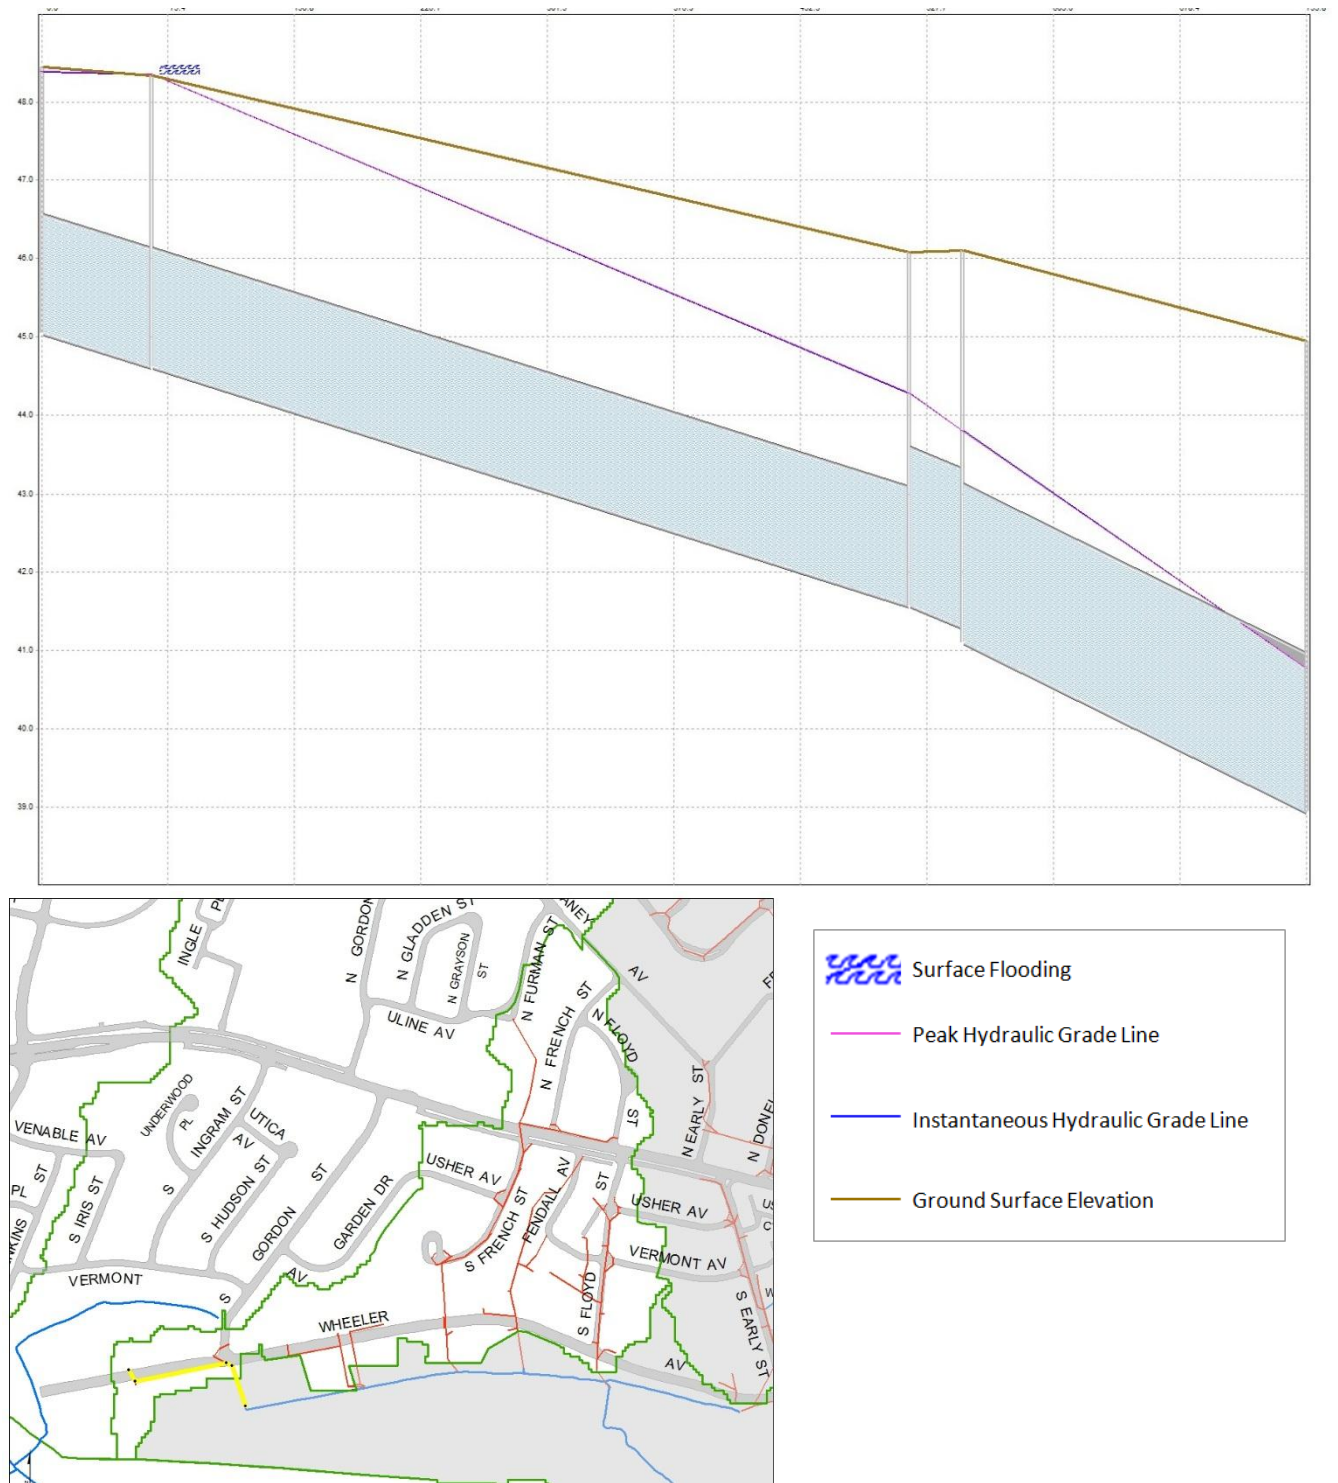 48.0
47.0
46.0
45.0
44.0
43.0
42.0
41.0
40.0
39.0
INGLE PL
N GORDON
N GLADDEN ST
N GRAYSON ST
N FURMAN ST
ANEY AV
ULINE AV
N FRENCH ST
N FLOYD ST
N EARLY ST
N DONEL
UNDERWOOD PL
S INGRAM ST
UTICA AV
VENABLE AV
S IRIS ST
PL
KINS
ST
S HUDSON ST
S GORDON ST
GARDEN DR
USHER AV
S FRENCH ST
FENDALL AV
ST
USHER AV
VERMONT AV
VERMONT AV
S FLOYD
S EARLY ST
WHEELER AV
Surface Flooding
Peak Hydraulic Grade Line
Instantaneous Hydraulic Grade Line
Ground Surface Elevation